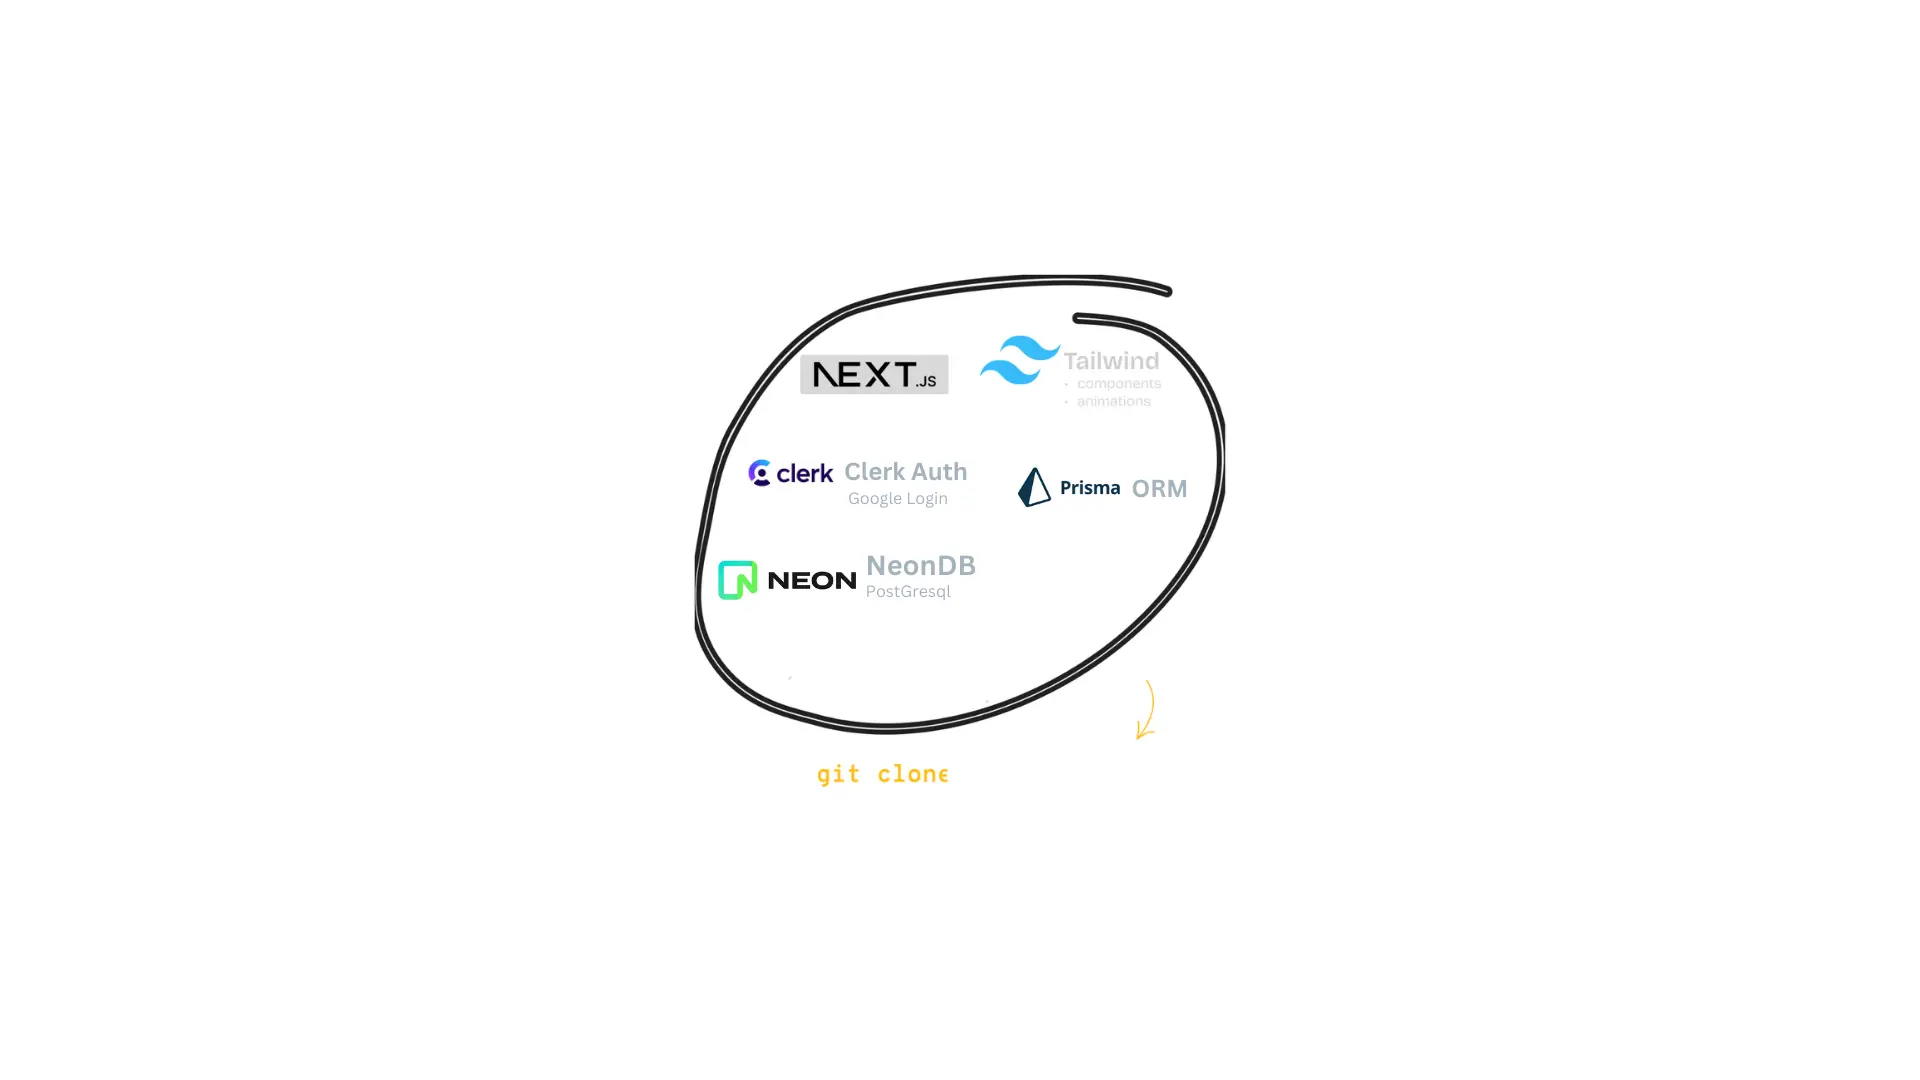 NEXT.JS
Tailwind
• components
• animations
clerk Clerk Auth
Google Login
Prisma ORM
NEON NeonDB
PostGresql
git clone